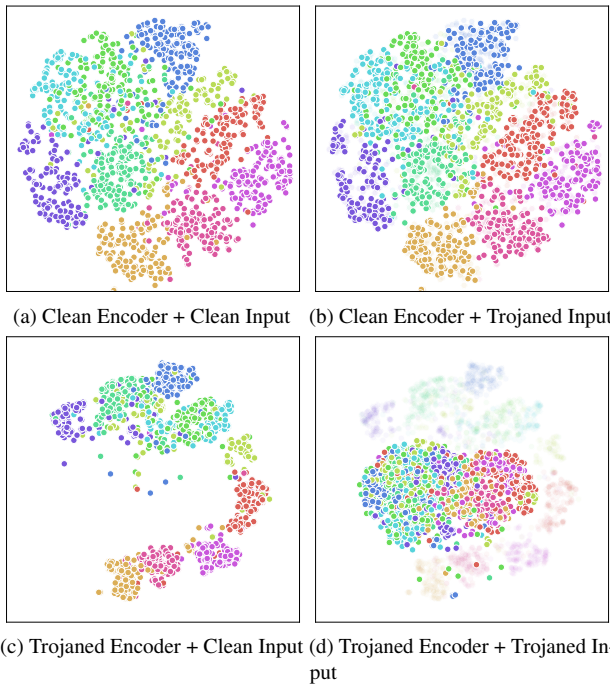 (a) Clean Encoder + Clean Input
(b) Clean Encoder + Trojaned Input
(c) Trojaned Encoder + Clean Input
(d) Trojaned Encoder + Trojaned In-
put